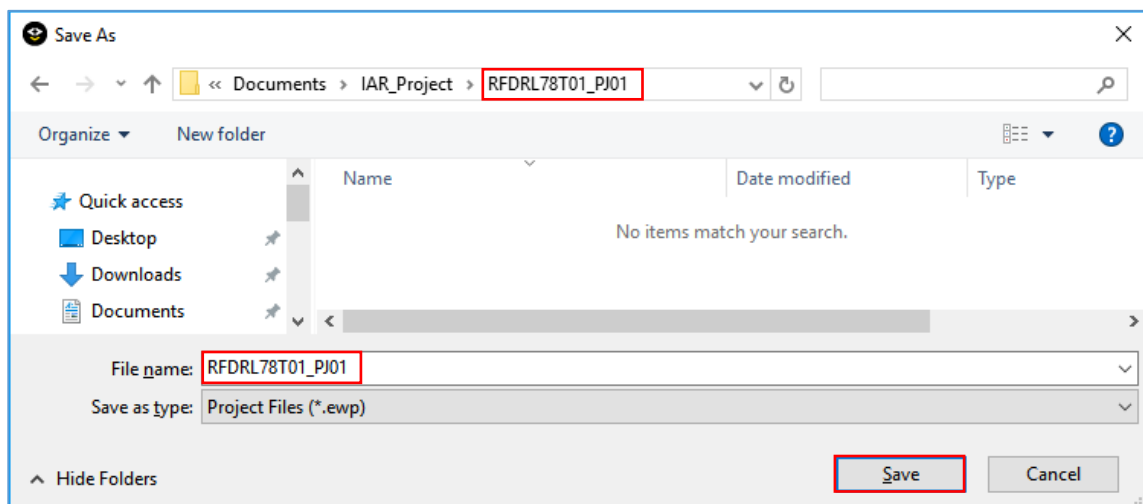 Save As
« Documents > IAR_Project > RFDRL78T01_PJ01
Organize New folder
Name Date modified Type
Quick access
No items match your search.
Desktop
Downloads
Documents
File name: RFDRL78T01_PJ01
Save as type: Project Files (*.ewp)
Hide Folders Save Cancel